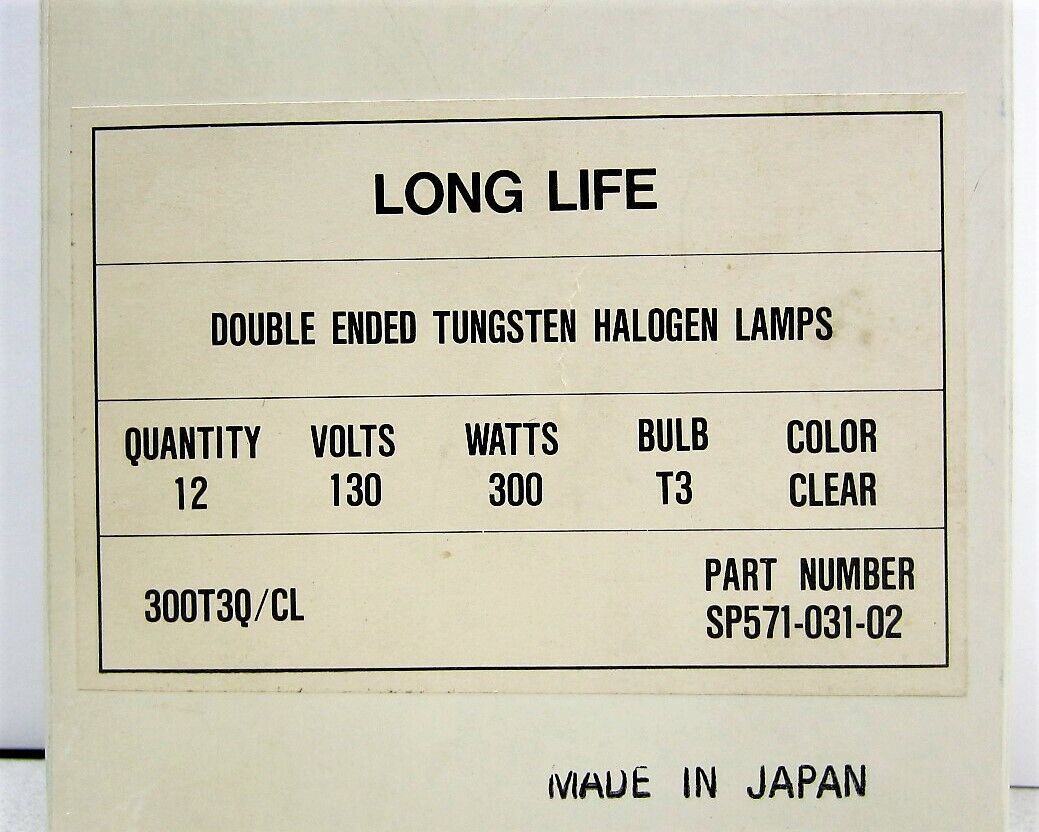 LONG LIFE
DOUBLE ENDED TUNGSTEN HALOGEN LAMPS
QUANTITY VOLTS WATTS BULB COLOR
12 130 300 T3 CLEAR
300T3Q/CL
PART NUMBER
SP571-031-02
MADE IN JAPAN